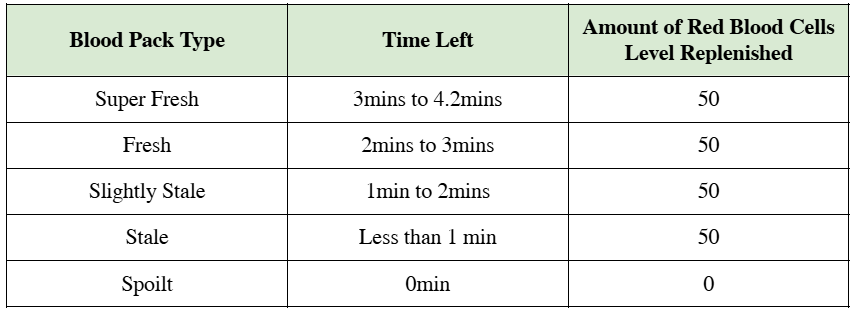 Blood Pack Type Time Left Amount of Red Blood Cells
Level Replenished
Super Fresh 3mins to 4.2mins 50
Fresh 2mins to 3mins 50
Slightly Stale 1min to 2mins 50
Stale Less than 1 min 50
Spoilt 0min 0